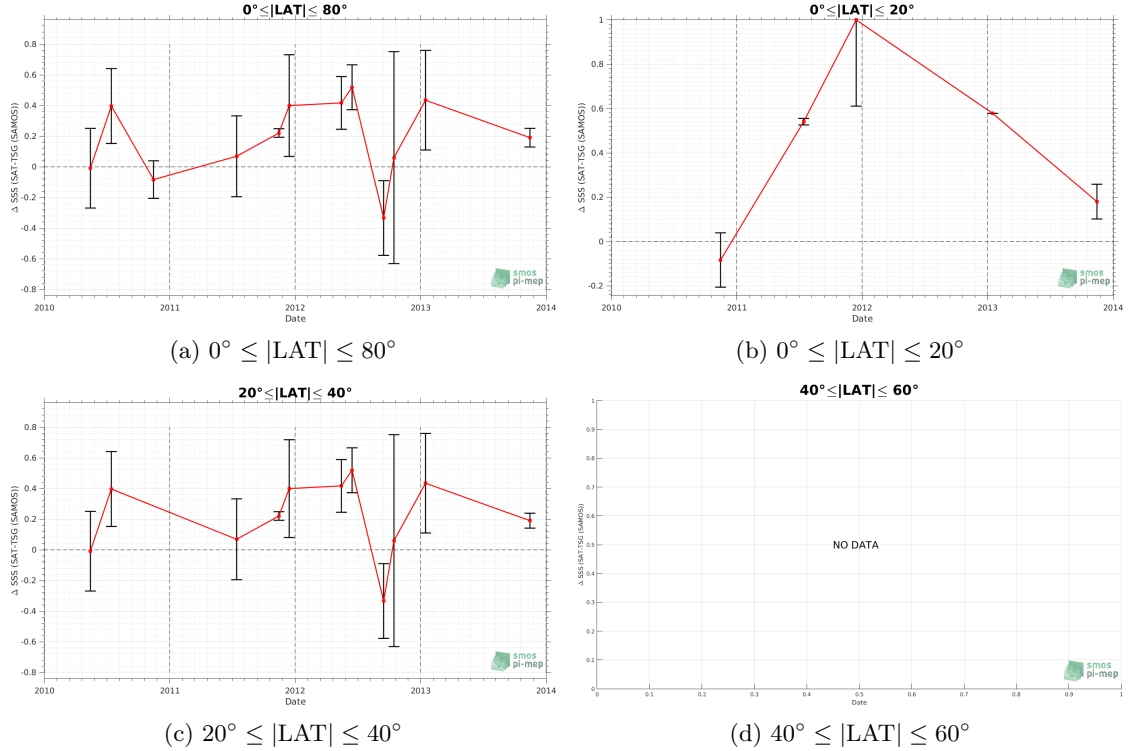 0°≤|LAT|≤ 80°
Δ SSS (SAT-TSG (SAMOS))
0.8
0.6
0.4
0.2
0
-0.2
-0.4
-0.6
-0.8
2010 2011 2012 2013 2014
Date
smos
pi-mep
(a) 0° ≤ |LAT| ≤ 80°
0°≤|LAT|≤ 20°
Δ SSS (SAT-TSG (SAMOS))
1
0.8
0.6
0.4
0.2
0
-0.2
2010 2011 2012 2013 2014
Date
smos
pi-mep
(b) 0° ≤ |LAT| ≤ 20°
20°≤|LAT|≤ 40°
Δ SSS (SAT-TSG (SAMOS))
0.8
0.6
0.4
0.2
0
-0.2
-0.4
-0.6
-0.8
2010 2011 2012 2013 2014
Date
smos
pi-mep
(c) 20° ≤ |LAT| ≤ 40°
40°≤|LAT|≤ 60°
Δ SSS (SAT-TSG (SAMOS))
1
0.9
0.8
0.7
0.6
0.5
0.4
0.3
0.2
0.1
0
NO DATA
0 0.1 0.2 0.3 0.4 0.5 0.6 0.7 0.8 0.9 1
Date
smos
pi-mep
(d) 40° ≤ |LAT| ≤ 60°